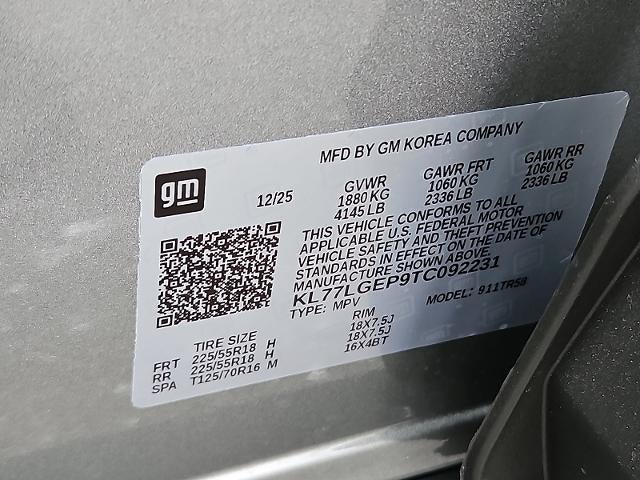 MFD BY GM KOREA COMPANY
gm
12/25
GVWR GAWR FRT GAWR RR
1880 KG 1060 KG 1060 KG
4145 LB 2336 LB 2336 LB
THIS VEHICLE CONFORMS TO ALL
APPLICABLE U.S. FEDERAL MOTOR
VEHICLE SAFETY AND THEFT PREVENTION
STANDARDS IN EFFECT ON THE DATE OF
MANUFACTURE SHOWN ABOVE.
KL77LGEP9TC092231
TYPE: MPV MODEL: 911TR58
TIRE SIZE RIM
FRT 225/55R18 H 18X7.5J
RR 225/55R18 H 18X7.5J
SPA T125/70R16 M 16X4BT